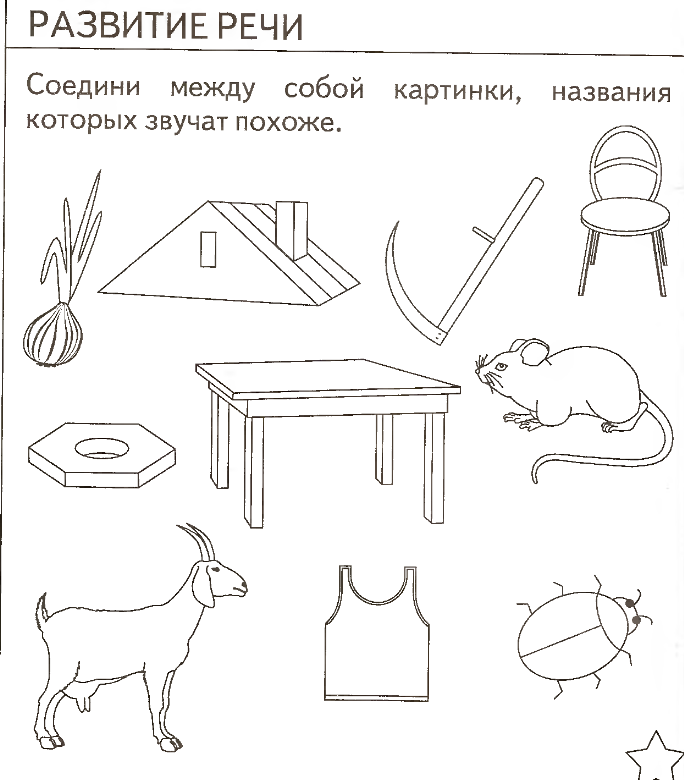 РАЗВИТИЕ РЕЧИ
Соедини между собой картинки, названия
которых звучат похоже.